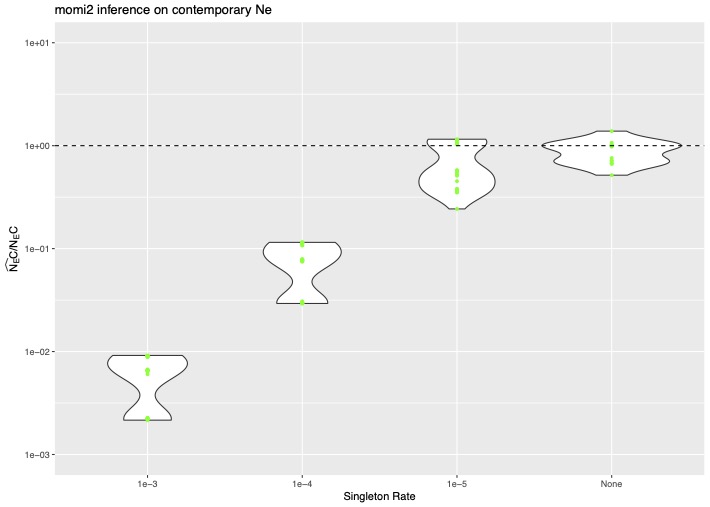 momi2 inference on contemporary Ne
1e+01
1e+00
1e−01
1e−02
1e−03
N̂EC/NEC
1e−3
1e−4
1e−5
None
Singleton Rate